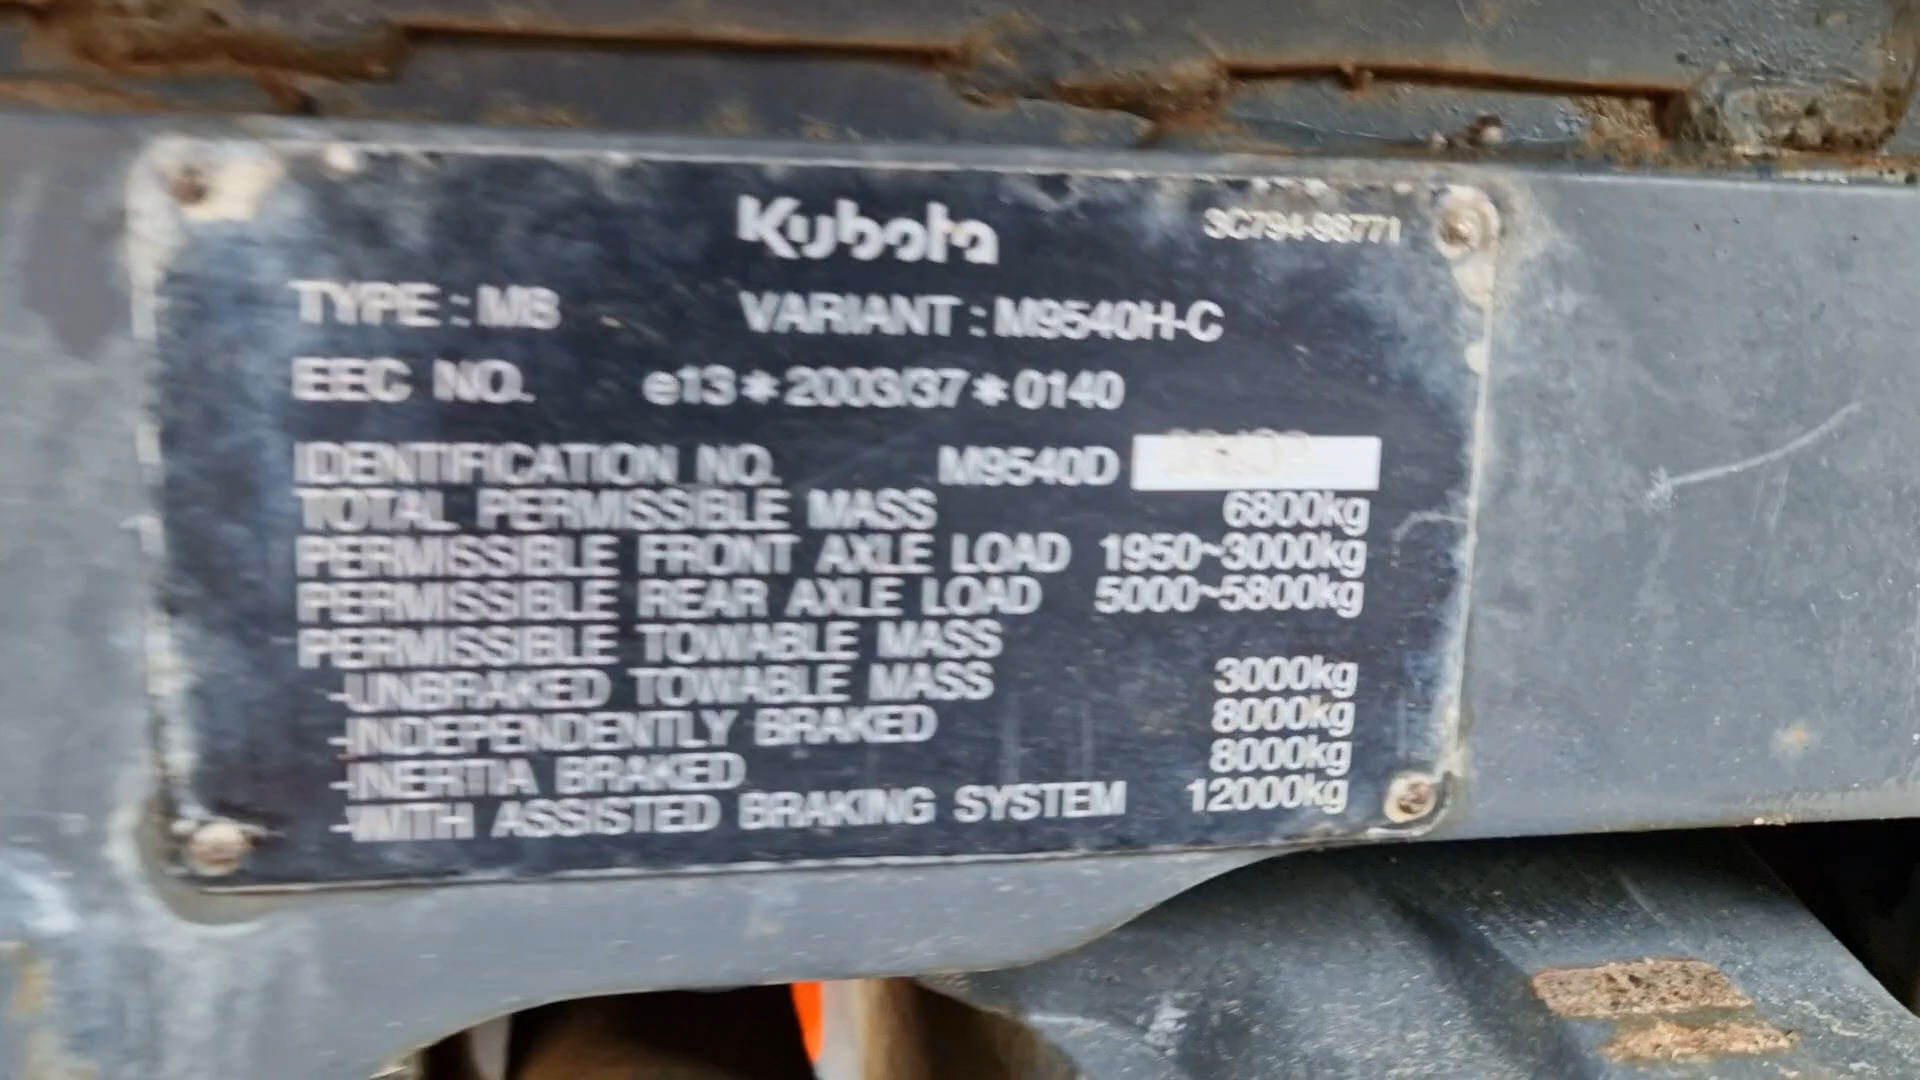 Kubota
3C794-98771
TYPE : M8 VARIANT : M9540H-C
EEC NO. e13*2003/37*0140
IDENTIFICATION NO. M9540D
TOTAL PERMISSIBLE MASS 6800kg
PERMISSIBLE FRONT AXLE LOAD 1950~3000kg
PERMISSIBLE REAR AXLE LOAD 5000~5800kg
PERMISSIBLE TOWABLE MASS
-UNBRAKED TOWABLE MASS 3000kg
-INDEPENDENTLY BRAKED 8000kg
-INERTIA BRAKED 8000kg
-WITH ASSISTED BRAKING SYSTEM 12000kg